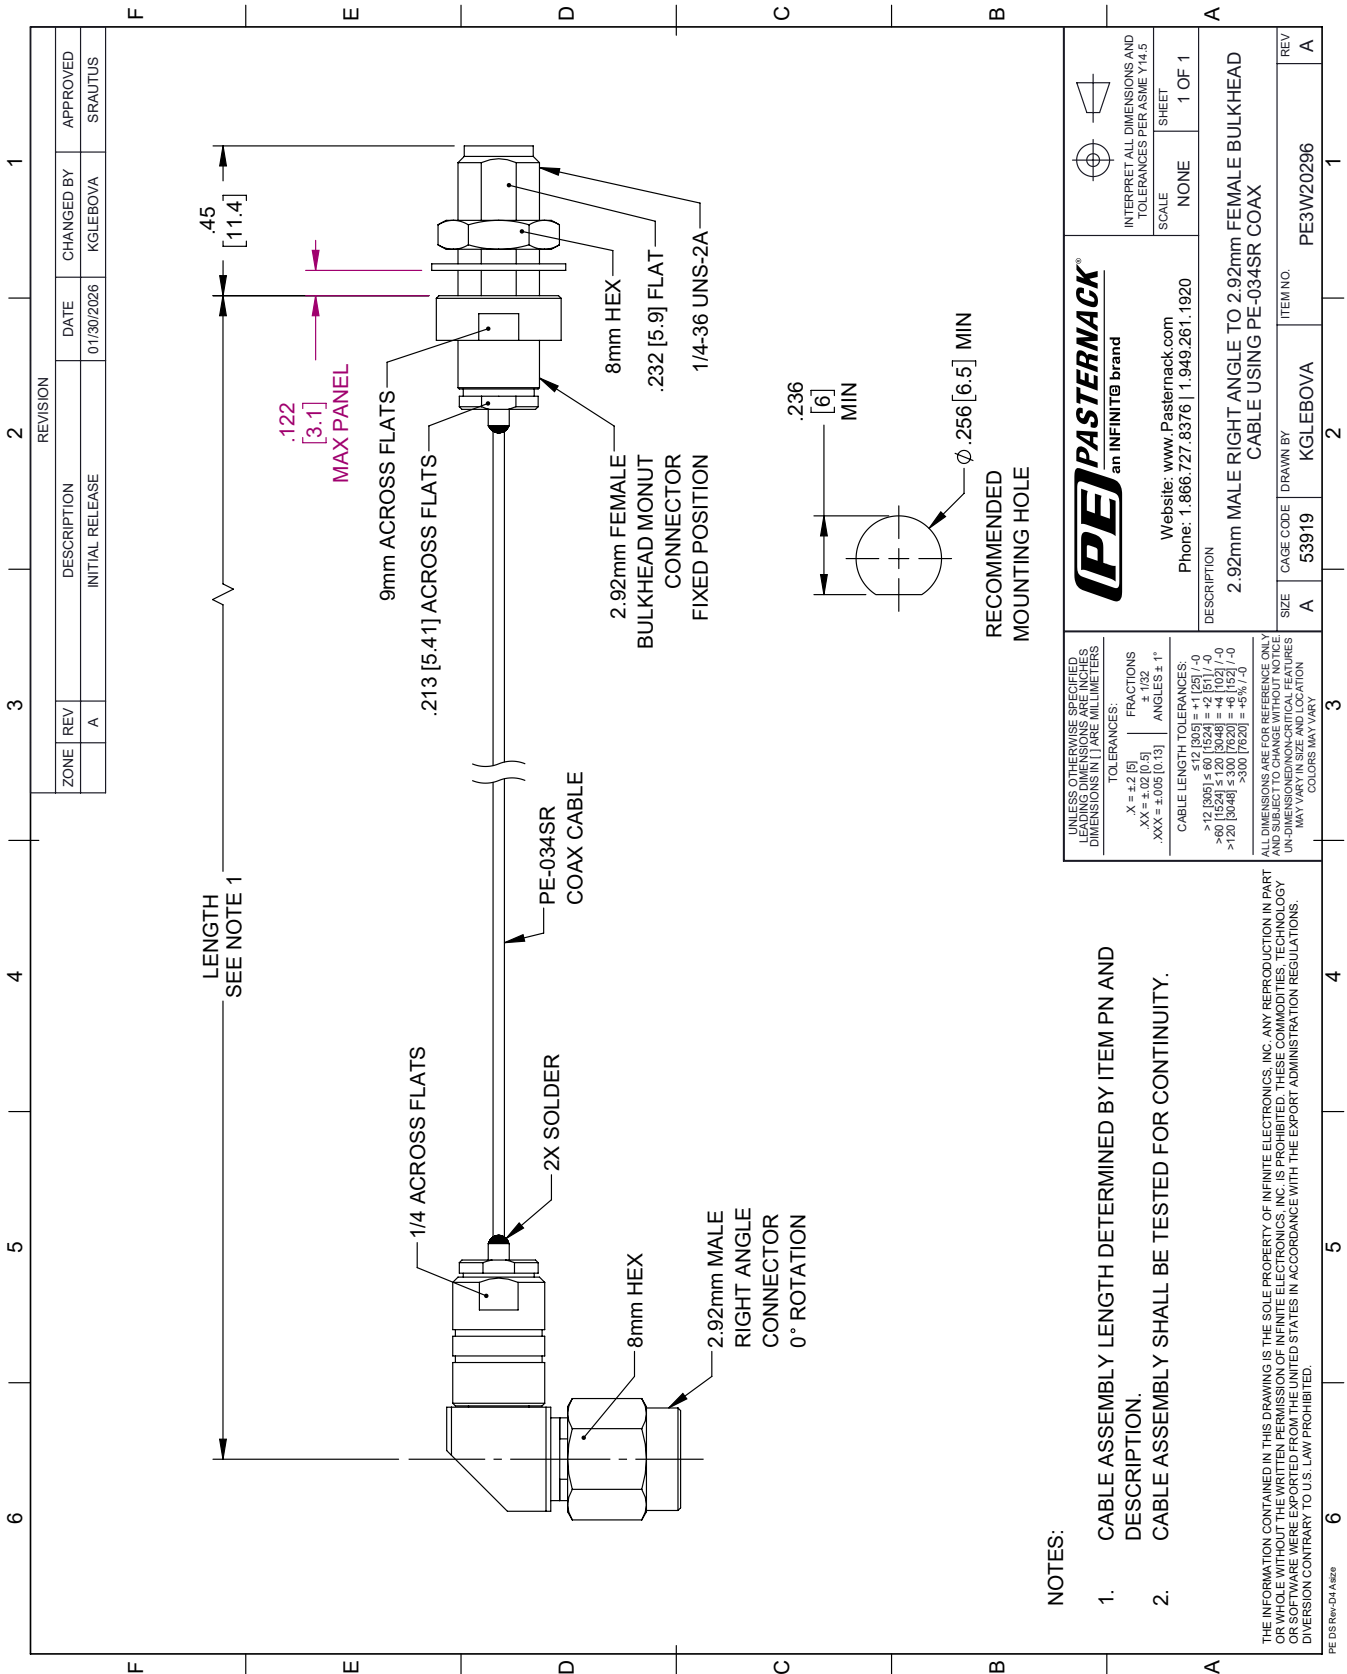 6
5
4
3
2
1
F
E
D
C
B
A
REVISION
ZONE REV DESCRIPTION DATE CHANGED BY APPROVED
A INITIAL RELEASE 01/30/2026 KGLEBOVA SRAUTUS
LENGTH
SEE NOTE 1
.45
[11.4]
.122
[3.1]
MAX PANEL
1/4 ACROSS FLATS
2X SOLDER
8mm HEX
2.92mm MALE
RIGHT ANGLE
CONNECTOR
0° ROTATION
PE-034SR
COAX CABLE
9mm ACROSS FLATS
.213 [5.41] ACROSS FLATS
2.92mm FEMALE
BULKHEAD MONUT
CONNECTOR
FIXED POSITION
8mm HEX
.232 [5.9] FLAT
1/4-36 UNS-2A
.236
[6]
MIN
Ø.256 [6.5] MIN
RECOMMENDED
MOUNTING HOLE
NOTES:
1. CABLE ASSEMBLY LENGTH DETERMINED BY ITEM PN AND
DESCRIPTION.
2. CABLE ASSEMBLY SHALL BE TESTED FOR CONTINUITY.
THE INFORMATION CONTAINED IN THIS DRAWING IS THE SOLE PROPERTY OF INFINITE ELECTRONICS, INC. ANY REPRODUCTION IN PART
OR WHOLE WITHOUT THE WRITTEN PERMISSION OF INFINITE ELECTRONICS, INC. IS PROHIBITED. THESE COMMODITIES, TECHNOLOGY
OR SOFTWARE WERE EXPORTED FROM THE UNITED STATES IN ACCORDANCE WITH THE EXPORT ADMINISTRATION REGULATIONS.
DIVERSION CONTRARY TO U.S. LAW PROHIBITED.
UNLESS OTHERWISE SPECIFIED
LEADING DIMENSIONS ARE INCHES
DIMENSIONS IN [ ] ARE MILLIMETERS
TOLERANCES:
.X = ±.2 [5]
.XX = ±.02 [0.5]
.XXX = ±.005 [0.13]
FRACTIONS
± 1/32
ANGLES ± 1°
CABLE LENGTH TOLERANCES:
≤12 [305] = +1 [25] / -0
>12 [305] ≤ 60 [1524] = +2 [51] / -0
>60 [1524] ≤ 120 [3048] = +4 [102] / -0
>120 [3048] ≤ 300 [7620] = +6 [152] / -0
>300 [7620] = +5% / -0
ALL DIMENSIONS ARE FOR REFERENCE ONLY
AND SUBJECT TO CHANGE WITHOUT NOTICE.
UN-DIMENSIONED/NON-CRITICAL FEATURES
MAY VARY IN SIZE AND LOCATION
COLORS MAY VARY
PE PASTERNACK®
an INFINITE brand
Website: www.Pasternack.com
Phone: 1.866.727.8376 | 1.949.261.1920
INTERPRET ALL DIMENSIONS AND
TOLERANCES PER ASME Y14.5
SCALE
NONE
SHEET
1 OF 1
DESCRIPTION
2.92mm MALE RIGHT ANGLE TO 2.92mm FEMALE BULKHEAD
CABLE USING PE-034SR COAX
SIZE
A
CAGE CODE
53919
DRAWN BY
KGLEBOVA
ITEM NO.
PE3W20296
REV
A
F
E
D
C
B
A
6
5
4
3
2
1
PE DS Rev-D4 Asize